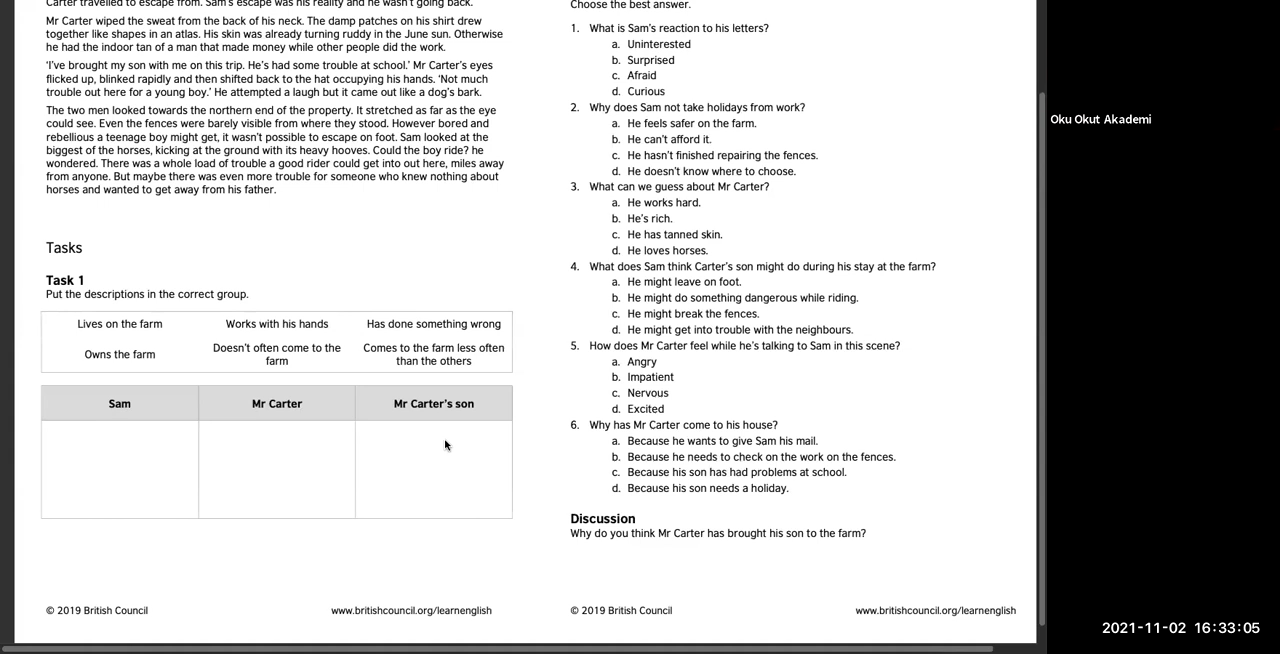 Carter travelled to escape from. Sam's escape was his reality and he wasn't going back.
Mr Carter wiped the sweat from the back of his neck. The damp patches on his shirt drew
together like shapes in an atlas. His skin was already turning ruddy in the June sun. Otherwise
he had the indoor tan of a man that made money while other people did the work.
'I've brought my son with me on this trip. He's had some trouble at school.' Mr Carter's eyes
flicked up, blinked rapidly and then shifted back to the hat occupying his hands. 'Not much
trouble out here for a young boy.' He attempted a laugh but it came out like a dog's bark.
The two men looked towards the northern end of the property. It stretched as far as the eye
could see. Even the fences were barely visible from where they stood. However bored and
rebellious a teenage boy might get, it wasn't possible to escape on foot. Sam looked at the
biggest of the horses, kicking at the ground with its heavy hooves. Could the boy ride? he
wondered. There was a whole load of trouble a good rider could get into out here, miles away
from anyone. But maybe there was even more trouble for someone who knew nothing about
horses and wanted to get away from his father.
Tasks
Task 1
Put the descriptions in the correct group.
Lives on the farm
Works with his hands
Has done something wrong
Owns the farm
Doesn't often come to the
farm
Comes to the farm less often
than the others
Sam
Mr Carter
Mr Carter's son
© 2019 British Council
www.britishcouncil.org/learnenglish
Choose the best answer.
1. What is Sam's reaction to his letters?
a. Uninterested
b. Surprised
c. Afraid
d. Curious
2. Why does Sam not take holidays from work?
a. He feels safer on the farm.
b. He can't afford it.
c. He hasn't finished repairing the fences.
d. He doesn't know where to choose.
3. What can we guess about Mr Carter?
a. He works hard.
b. He's rich.
c. He has tanned skin.
d. He loves horses.
4. What does Sam think Carter's son might do during his stay at the farm?
a. He might leave on foot.
b. He might do something dangerous while riding.
c. He might break the fences.
d. He might get into trouble with the neighbours.
5. How does Mr Carter feel while he's talking to Sam in this scene?
a. Angry
b. Impatient
c. Nervous
d. Excited
6. Why has Mr Carter come to his house?
a. Because he wants to give Sam his mail.
b. Because he needs to check on the work on the fences.
c. Because his son has had problems at school.
d. Because his son needs a holiday.
Discussion
Why do you think Mr Carter has brought his son to the farm?
© 2019 British Council
www.britishcouncil.org/learnenglish
Oku Okut Akademi
2021-11-02 16:33:05